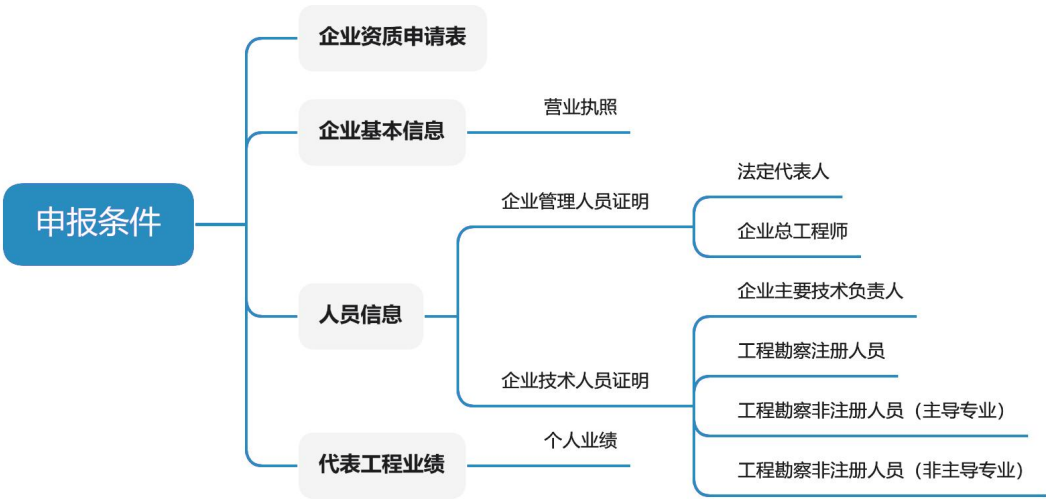 申报条件
企业资质申请表
企业基本信息
营业执照
人员信息
企业管理人员证明
法定代表人
企业总工程师
企业技术人员证明
企业主要技术负责人
工程勘察注册人员
工程勘察非注册人员（主导专业）
工程勘察非注册人员（非主导专业）
代表工程业绩
个人业绩